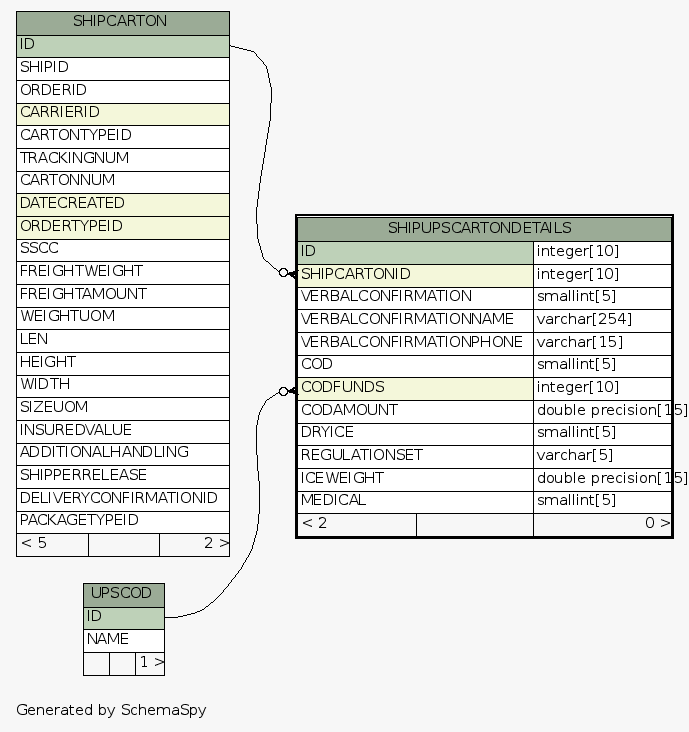 SHIPCARTON
ID
SHIPID
ORDERID
CARRIERID
CARTONTYPEID
TRACKINGNUM
CARTONNUM
DATECREATED
ORDERTYPEID
SSCC
FREIGHTWEIGHT
FREIGHTAMOUNT
WEIGHTUOM
LEN
HEIGHT
WIDTH
SIZEUOM
INSUREDVALUE
ADDITIONALHANDLING
SHIPPERRELEASE
DELIVERYCONFIRMATIONID
PACKAGETYPEID
< 5 2 >
SHIPUPSCARTONDETAILS
ID integer[10]
SHIPCARTONID integer[10]
VERBALCONFIRMATION smallint[5]
VERBALCONFIRMATIONNAME varchar[254]
VERBALCONFIRMATIONPHONE varchar[15]
COD smallint[5]
CODFUNDS integer[10]
CODAMOUNT double precision[15]
DRYICE smallint[5]
REGULATIONSET varchar[5]
ICEWEIGHT double precision[15]
MEDICAL smallint[5]
< 2 0 >
UPSCOD
ID
NAME
1 >
Generated by SchemaSpy